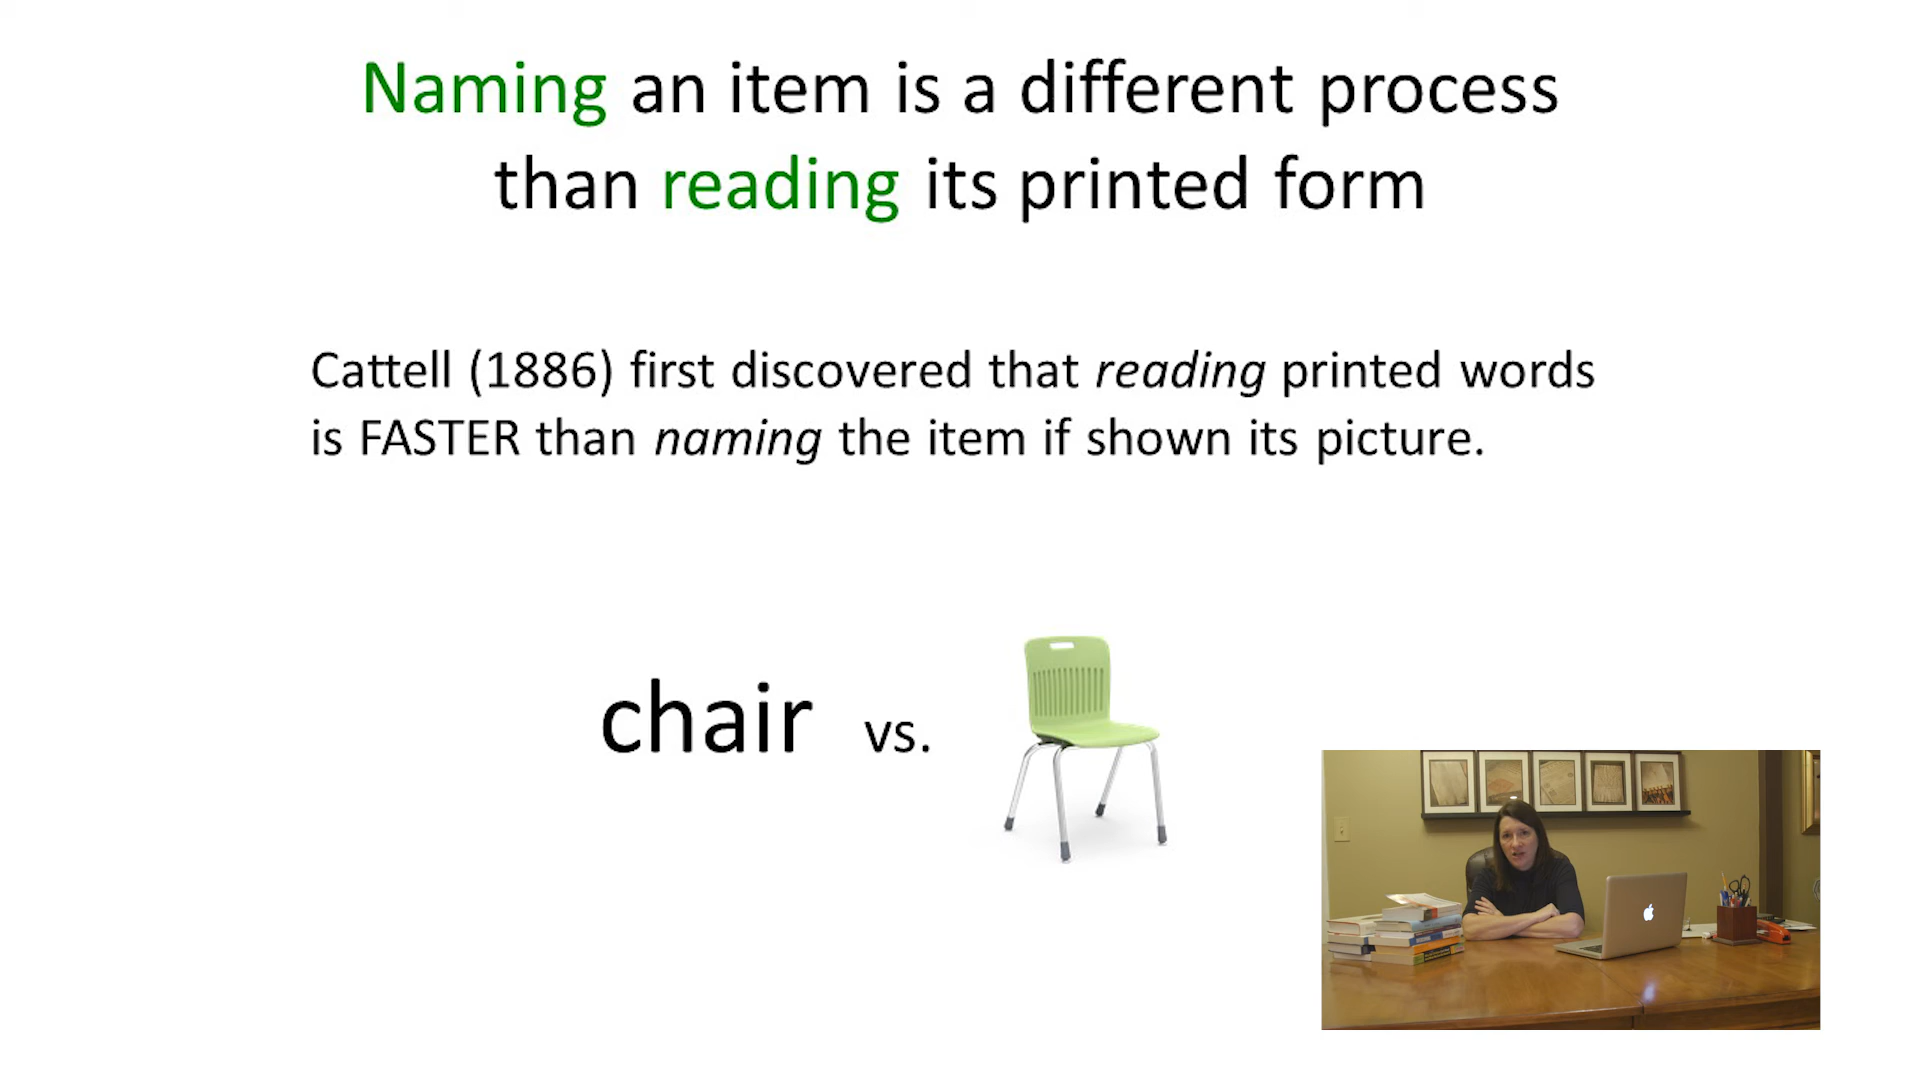 Naming an item is a different process
than reading its printed form
Cattell (1886) first discovered that reading printed words
is FASTER than naming the item if shown its picture.
chair vs.